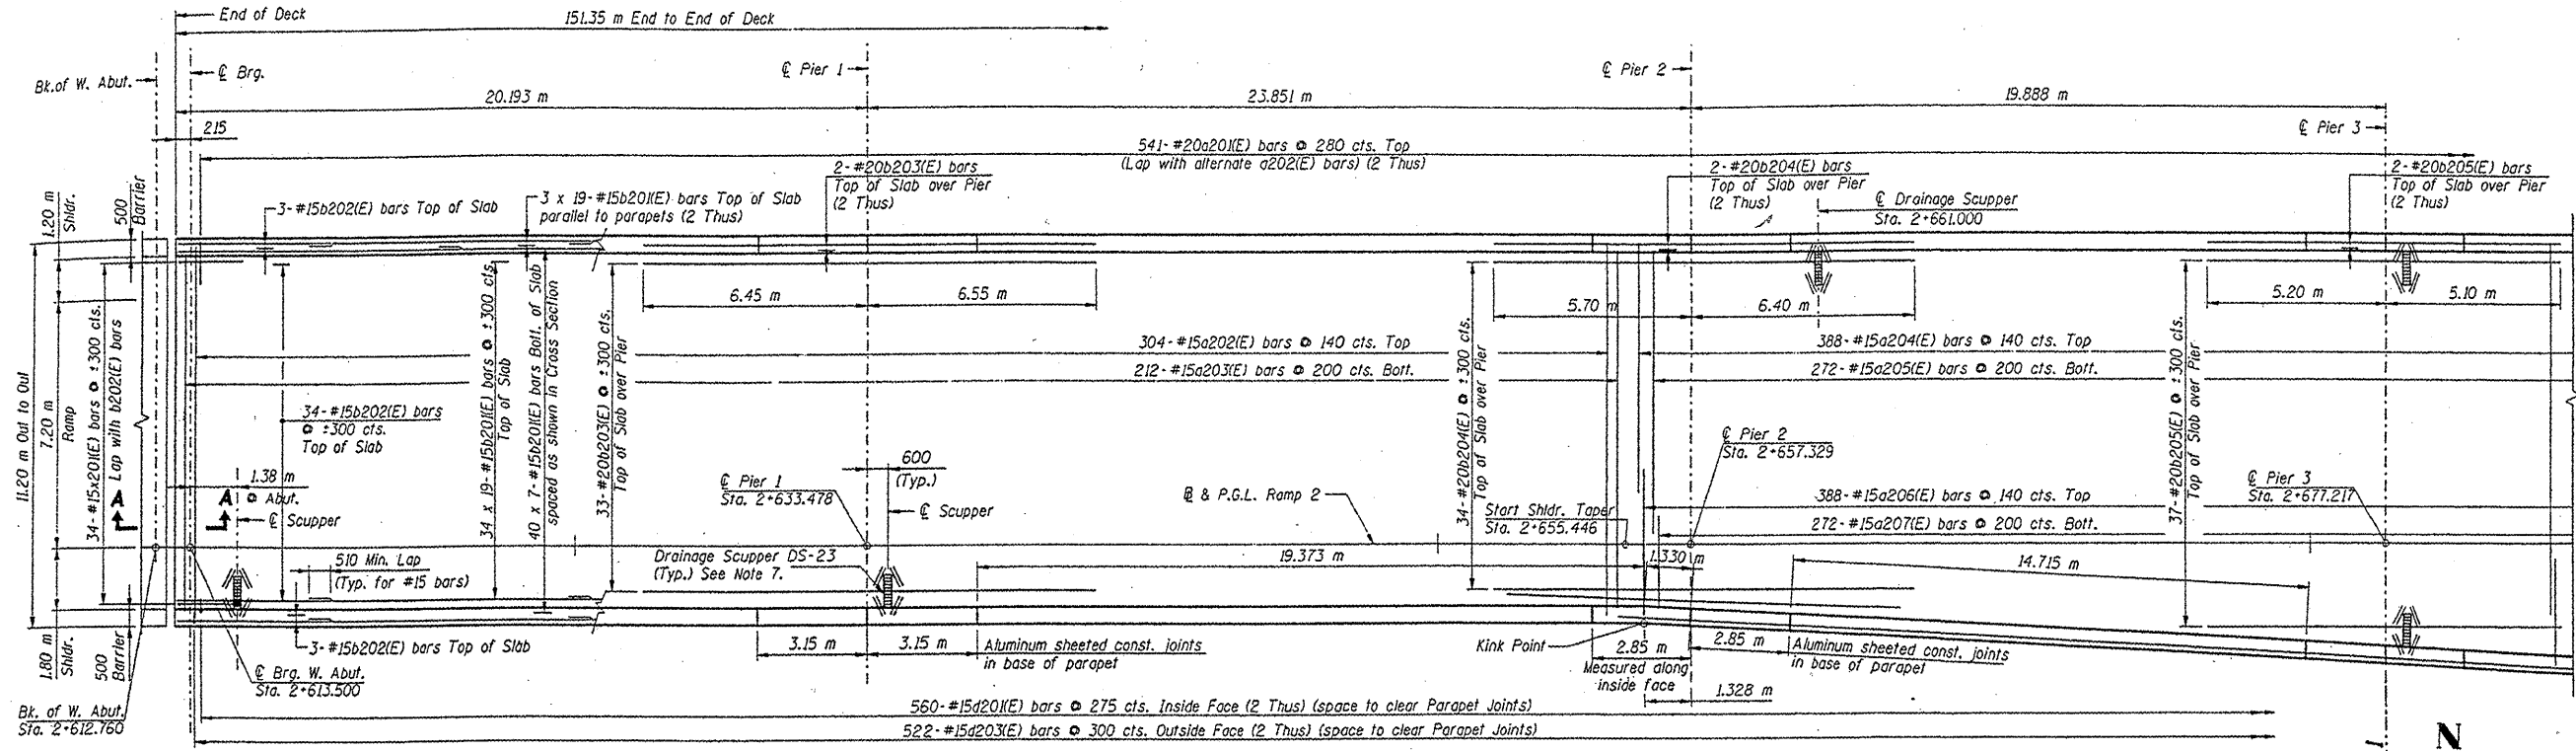 End of Deck
151.35 m End to End of Deck
Bk.of W. Abut.
℄ Brg.
℄ Pier 1
℄ Pier 2
20.193 m
23.851 m
19.888 m
℄ Pier 3
215
541-#20a201(E) bars @ 280 cts. Top
(Lap with alternate a202(E) bars) (2 Thus)
2-#20b203(E) bars
Top of Slab over Pier
(2 Thus)
2-#20b204(E) bars
Top of Slab over Pier
(2 Thus)
2-#20b205(E) bars
Top of Slab over Pier
(2 Thus)
℄ Drainage Scupper
Sta. 2+661.000
1.20 m
Shldr.
500
Barrier
3-#15b202(E) bars Top of Slab
3 x 19-#15b201(E) bars Top of Slab
parallel to parapets (2 Thus)
6.45 m
6.55 m
5.70 m
6.40 m
5.20 m
5.10 m
11.20 m Out to Out
7.20 m
Ramp
34-#15x201(E) bars @ ±300 cts.
Lap with b202(E) bars
34-#15b202(E) bars
@ ±300 cts.
Top of Slab
34 x 19-#15b201(E) bars @ ±300 cts.
Top of Slab
40 x 7-#15b201(E) bars Bott. of Slab
spaced as shown in Cross Section
33-#20b203(E) @ ±300 cts.
Top of Slab over Pier
304-#15a202(E) bars @ 140 cts. Top
212-#15a203(E) bars @ 200 cts. Bott.
34-#20b204(E) @ ±300 cts.
Top of Slab over Pier
388-#15a204(E) bars @ 140 cts. Top
272-#15a205(E) bars @ 200 cts. Bott.
37-#20b205(E) @ ±300 cts.
Top of Slab over Pier
℄ Pier 2
Sta. 2+657.329
600
(Typ.)
1.38 m
@ Abut.
A A
℄ Scupper
℄ Pier 1
Sta. 2+633.478
℄ Scupper
℄ & P.G.L. Ramp 2
Start Shldr. Taper
Sta. 2+655.446
388-#15a206(E) bars @ 140 cts. Top
272-#15a207(E) bars @ 200 cts. Bott.
℄ Pier 3
Sta. 2+677.217
510 Min. Lap
(Typ. for #15 bars)
Drainage Scupper DS-23
(Typ.) See Note 7.
19.373 m
1.330 m
14.715 m
1.80 m
Shldr.
500
Barrier
3-#15b202(E) bars Top of Slab
3.15 m
3.15 m
Aluminum sheeted const. joints
in base of parapet
Kink Point
2.85 m
Measured along
inside face
2.85 m
Aluminum sheeted const. joints
in base of parapet
1.328 m
℄ Brg. W. Abut.
Sta. 2+613.500
Bk. of W. Abut.
Sta. 2+612.760
560-#15d201(E) bars @ 275 cts. Inside Face (2 Thus) (space to clear Parapet Joints)
522-#15d203(E) bars @ 300 cts. Outside Face (2 Thus) (space to clear Parapet Joints)
N